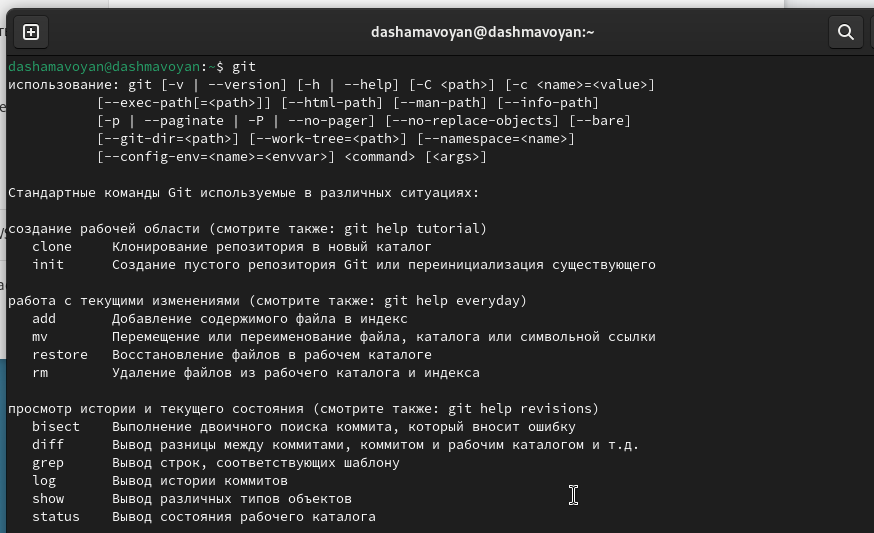 dashamavoyan@dashmavoyan:~
dashamavoyan@dashmavoyan:~$ git
использование: git [-v | --version] [-h | --help] [-C <path>] [-c <name>=<value>]
           [--exec-path[=<path>]] [--html-path] [--man-path] [--info-path]
           [-p | --paginate | -P | --no-pager] [--no-replace-objects] [--bare]
           [--git-dir=<path>] [--work-tree=<path>] [--namespace=<name>]
           [--config-env=<name>=<envvar>] <command> [<args>]
Стандартные команды Git используемые в различных ситуациях:
создание рабочей области (смотрите также: git help tutorial)
   clone     Клонирование репозитория в новый каталог
   init      Создание пустого репозитория Git или переинициализация существующего
работа с текущими изменениями (смотрите также: git help everyday)
   add       Добавление содержимого файла в индекс
   mv        Перемещение или переименование файла, каталога или символьной ссылки
   restore   Восстановление файлов в рабочем каталоге
   rm        Удаление файлов из рабочего каталога и индекса
просмотр истории и текущего состояния (смотрите также: git help revisions)
   bisect    Выполнение двоичного поиска коммита, который вносит ошибку
   diff      Вывод разницы между коммитами, коммитом и рабочим каталогом и т.д.
   grep      Вывод строк, соответствующих шаблону
   log       Вывод истории коммитов
   show      Вывод различных типов объектов
   status    Вывод состояния рабочего каталога